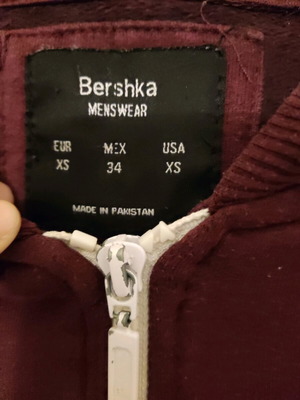 Bershka
MENSWEAR
EUR MEX USA
XS 34 XS
MADE IN PAKISTAN